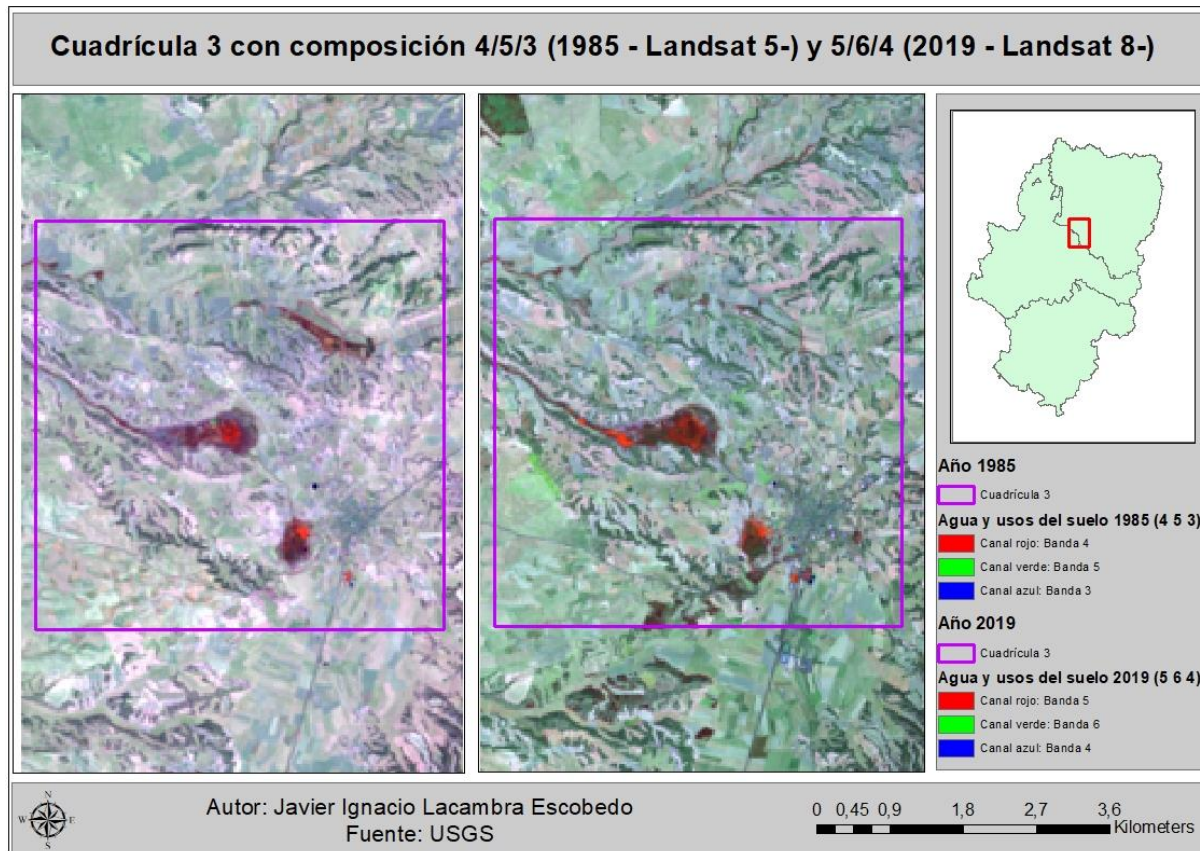 Cuadrícula 3 con composición 4/5/3 (1985 - Landsat 5-) y 5/6/4 (2019 - Landsat 8-)
Año 1985
Cuadrícula 3
Agua y usos del suelo 1985 (4 5 3)
Canal rojo: Banda 4
Canal verde: Banda 5
Canal azul: Banda 3
Año 2019
Cuadrícula 3
Agua y usos del suelo 2019 (5 6 4)
Canal rojo: Banda 5
Canal verde: Banda 6
Canal azul: Banda 4
N
W E
S
Autor: Javier Ignacio Lacambra Escobedo
Fuente: USGS
0 0,45 0,9 1,8 2,7 3,6
Kilometers